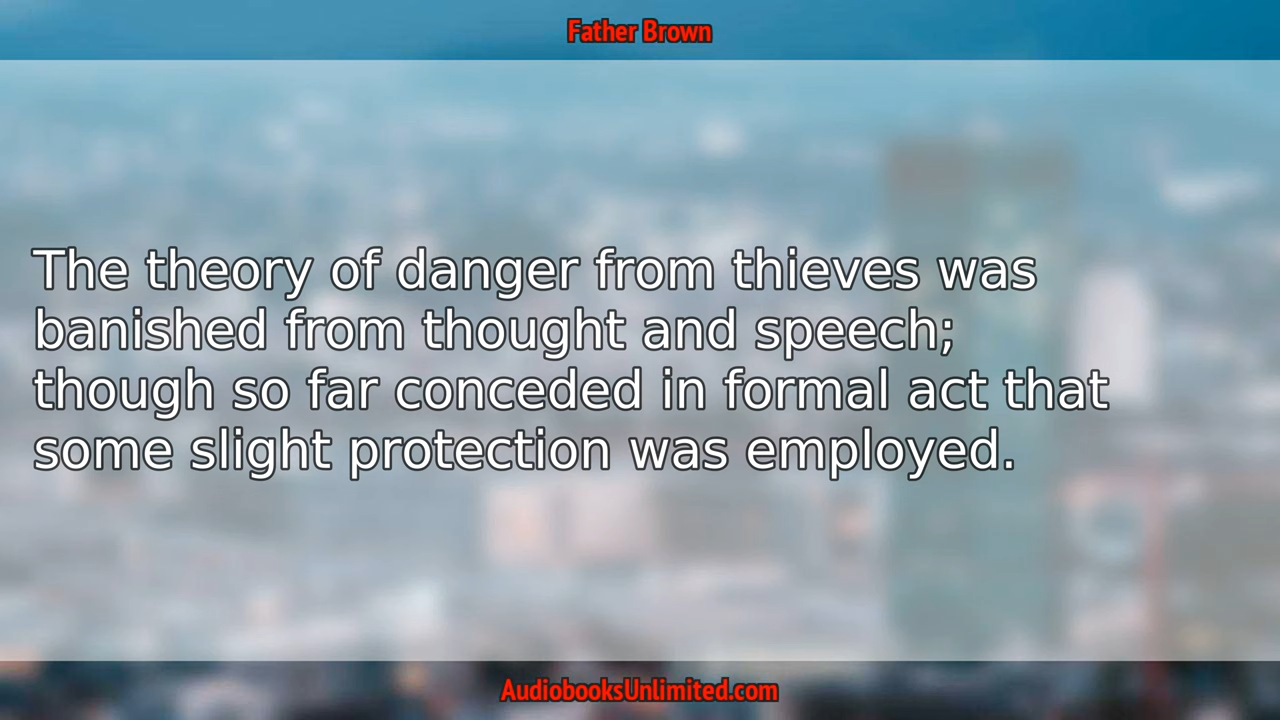 Father Brown
The theory of danger from thieves was
banished from thought and speech;
though so far conceded in formal act that
some slight protection was employed.
AudiobooksUnlimited.com